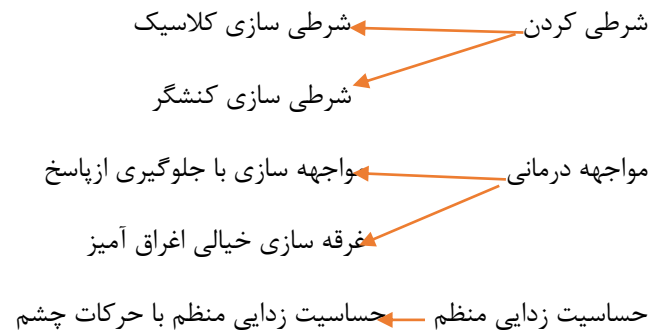 شرطی کردن شرطی سازی کلاسیک
شرطی سازی کنشگر
مواجهه درمانی مواجهه سازی با جلوگیری ازپاسخ
غرقه سازی خیالی اغراق آمیز
حساسیت زدایی منظم حساسیت زدایی منظم با حرکات چشم